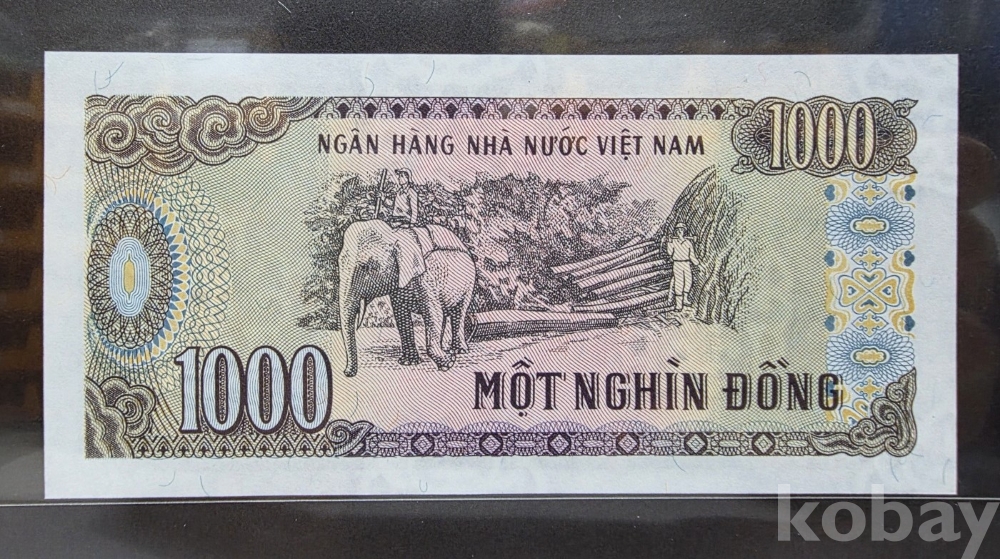 NGÂN HÀNG NHÀ NƯỚC VIỆT NAM
1000
1000
MỘT NGHÌN ĐỒNG
kobay